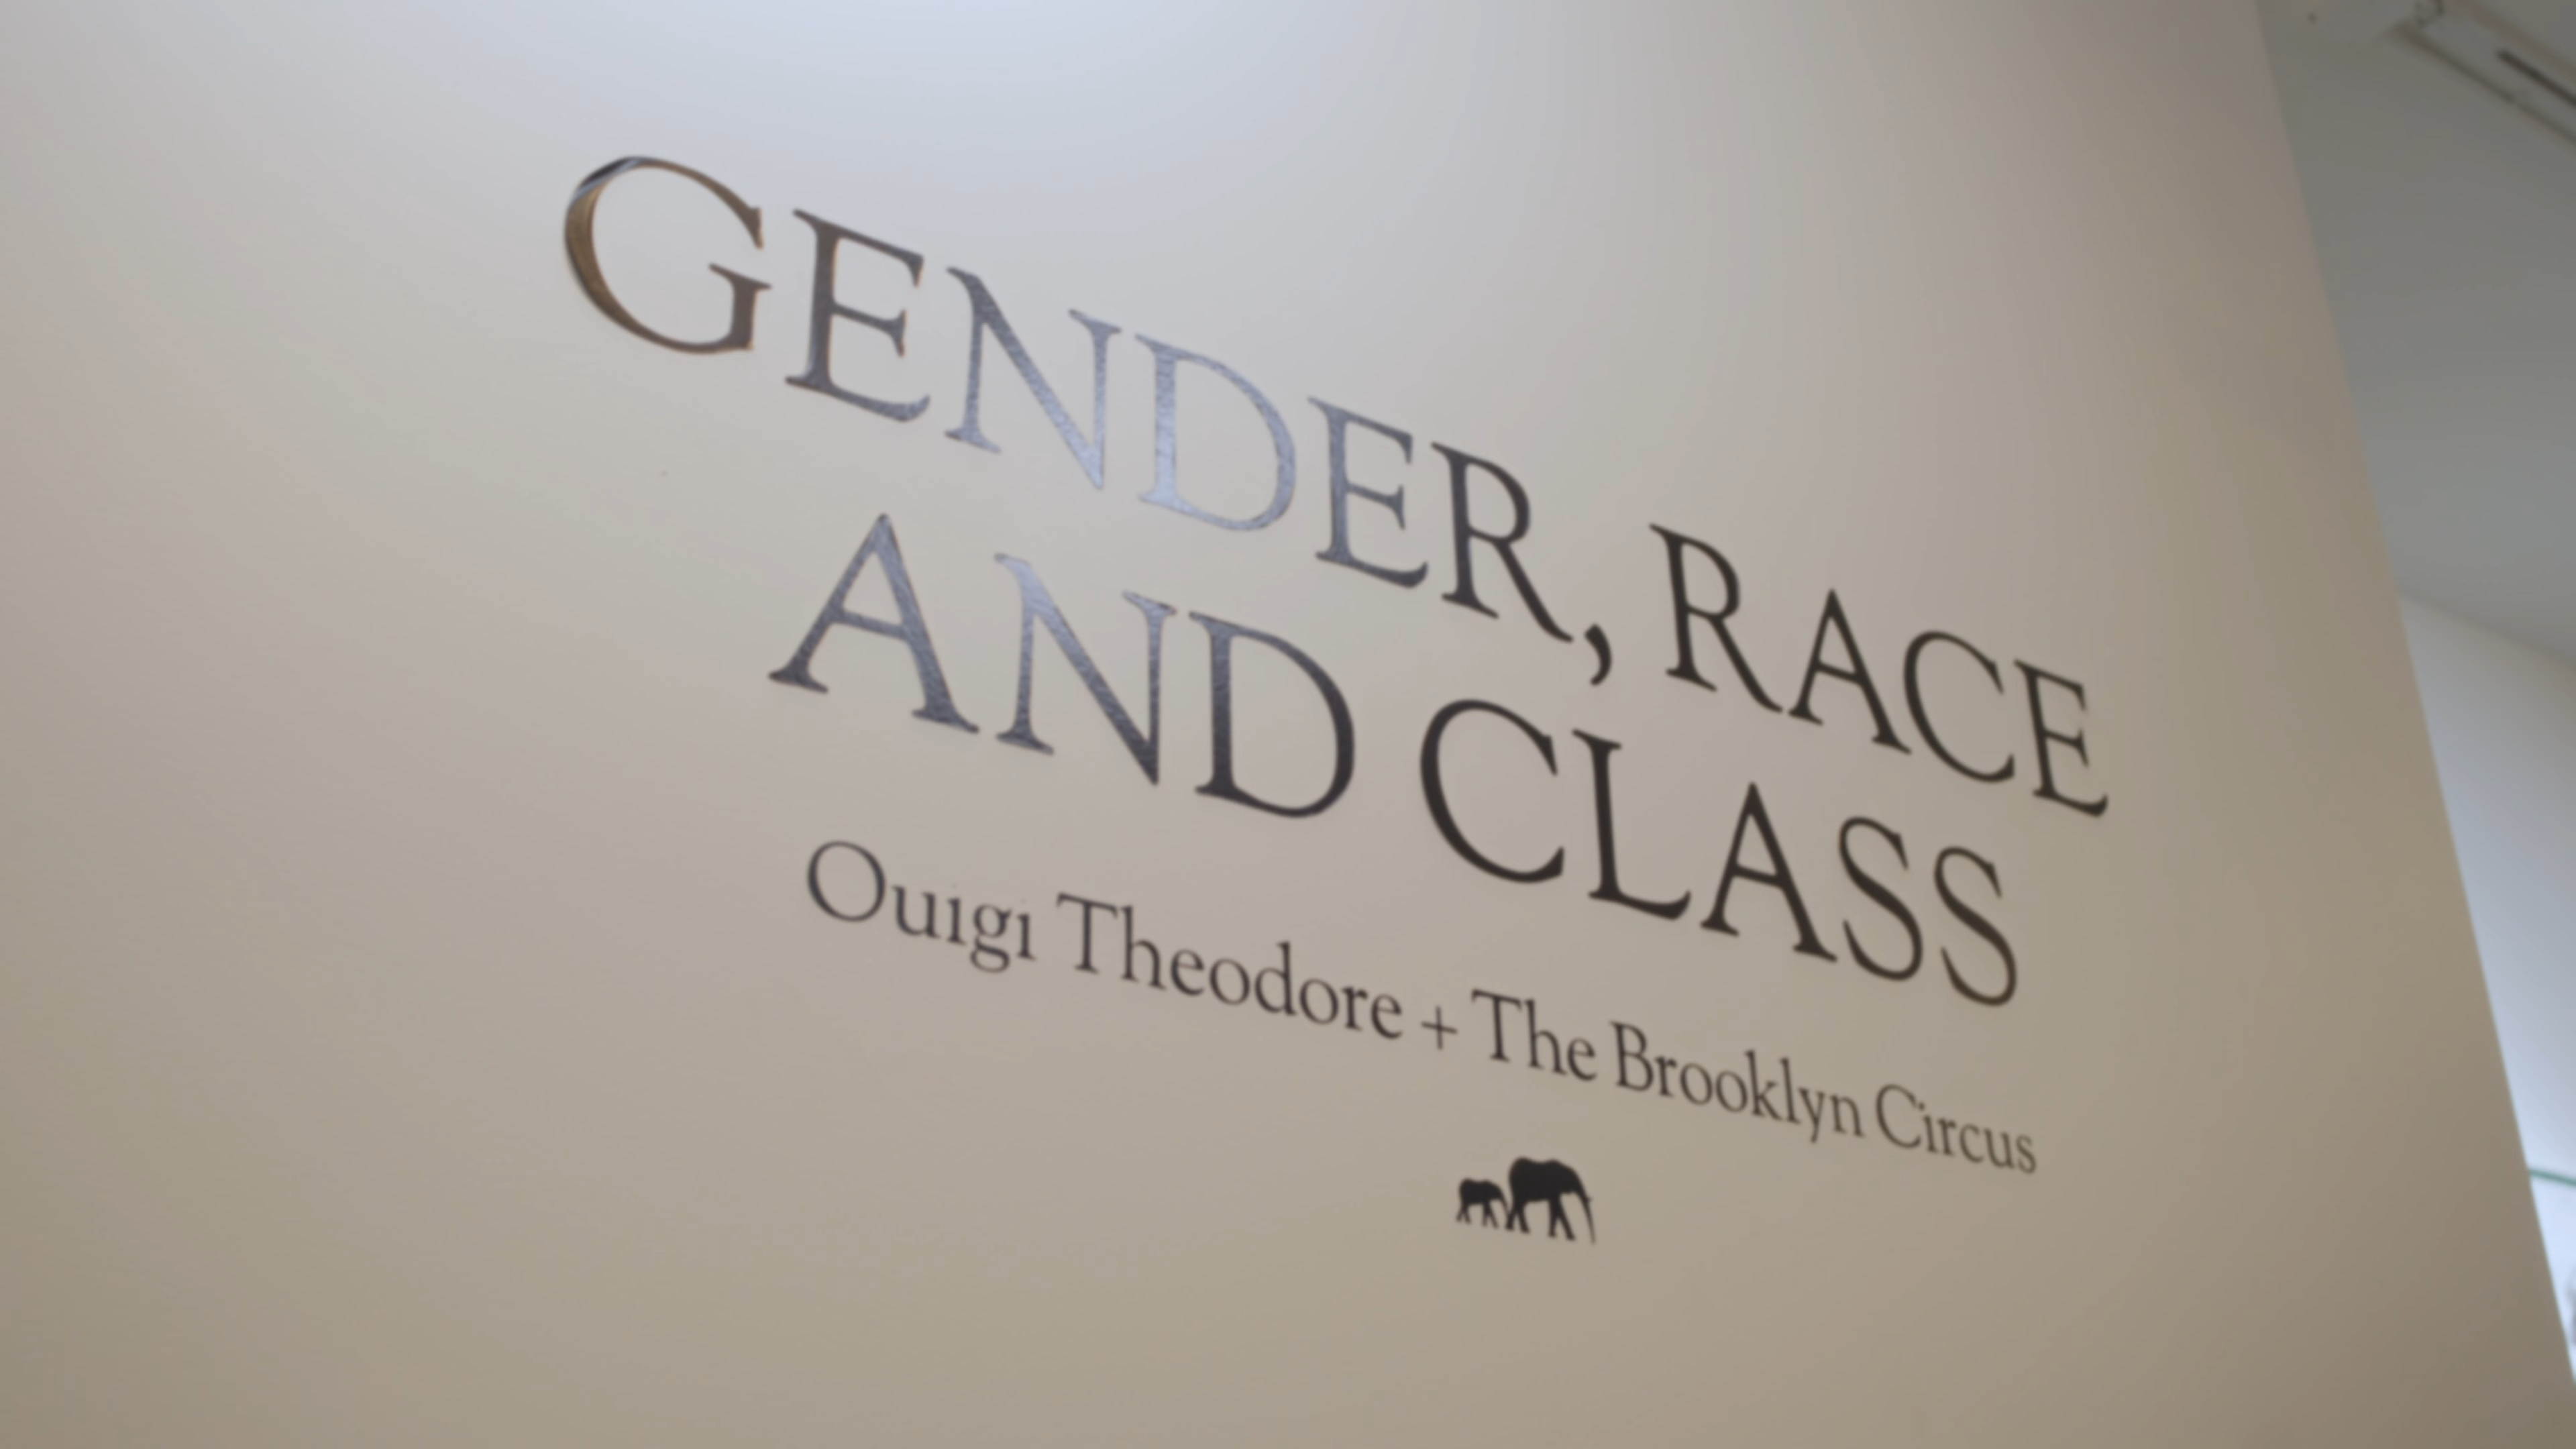 GENDER, RACE
AND CLASS
Ouigi Theodore + The Brooklyn Circus